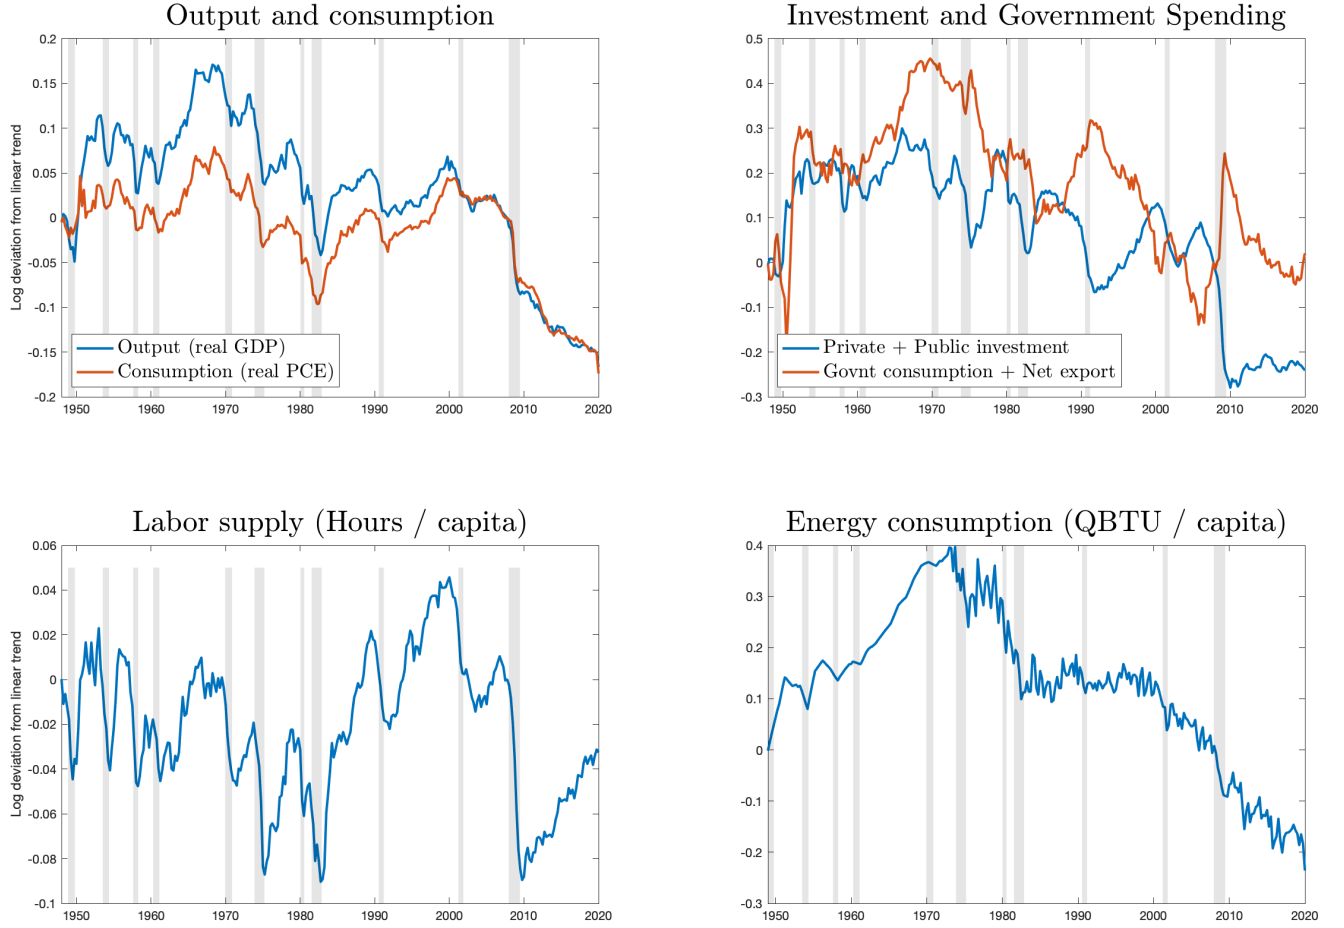 Output and consumption
Log deviation from linear trend
0.2
0.15
0.1
0.05
0
-0.05
-0.1
-0.15
-0.2
Output (real GDP)
Consumption (real PCE)
1950 1960 1970 1980 1990 2000 2010 2020
Investment and Government Spending
0.5
0.4
0.3
0.2
0.1
0
-0.1
-0.2
-0.3
Private + Public investment
Govnt consumption + Net export
1950 1960 1970 1980 1990 2000 2010 2020
Labor supply (Hours / capita)
Log deviation from linear trend
0.06
0.04
0.02
0
-0.02
-0.04
-0.06
-0.08
-0.1
1950 1960 1970 1980 1990 2000 2010 2020
Energy consumption (QBTU / capita)
0.4
0.3
0.2
0.1
0
-0.1
-0.2
-0.3
1950 1960 1970 1980 1990 2000 2010 2020